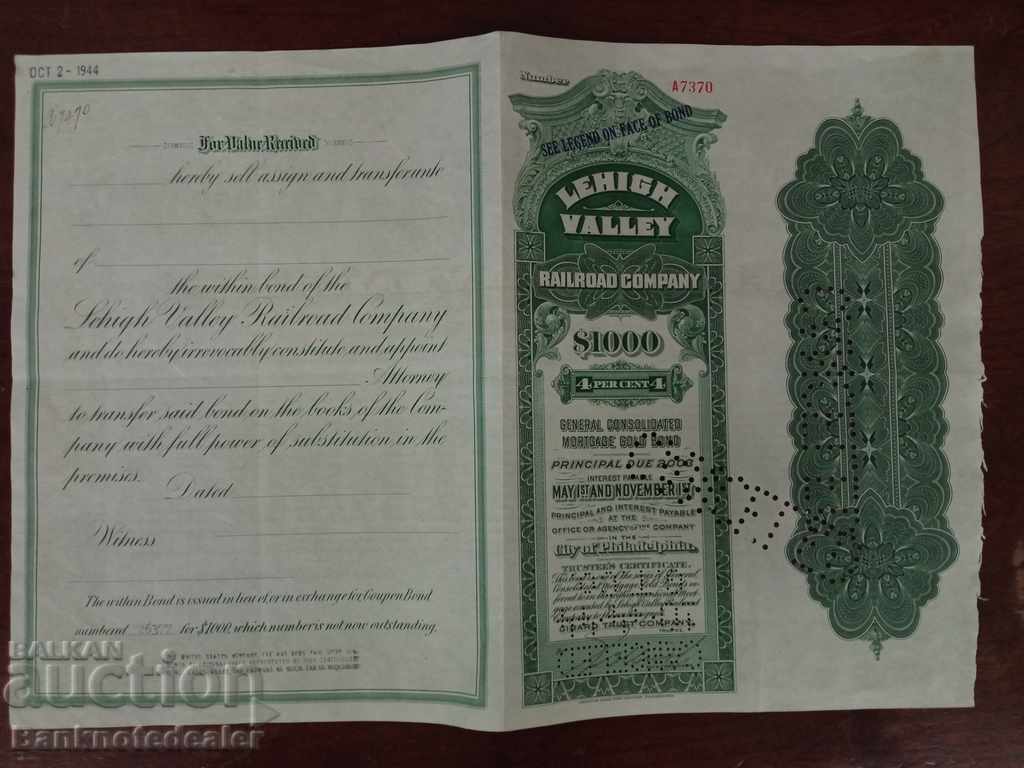 OCT 2 - 1944
For Value Received
hereby sell assign and transfer unto
of
the within bond of the
Lehigh Valley Railroad Company
and do hereby irrevocably constitute and appoint
Attorney
to transfer said bond on the books of the Com-
pany with full power of substitution in the
premises.
Dated
Witness
The within Bond is issued in lieu of, or in exchange for Coupon Bond
numbered for $1000, which number is not now outstanding.
Number A7370
SEE LEGEND ON FACE OF BOND
LEHIGH
VALLEY
RAILROAD COMPANY
$1000
4 PER CENT 4
GENERAL CONSOLIDATED
MORTGAGE GOLD BOND
PRINCIPAL DUE 2003
INTEREST PAYABLE
MAY 1ST AND NOVEMBER 1ST
PRINCIPAL AND INTEREST PAYABLE
AT THE
OFFICE OR AGENCY OF THE COMPANY
IN THE
City of Philadelphia.
TRUSTEE'S CERTIFICATE.
GIRARD TRUST COMPANY,
BALKAN
auction
Banknotedealer